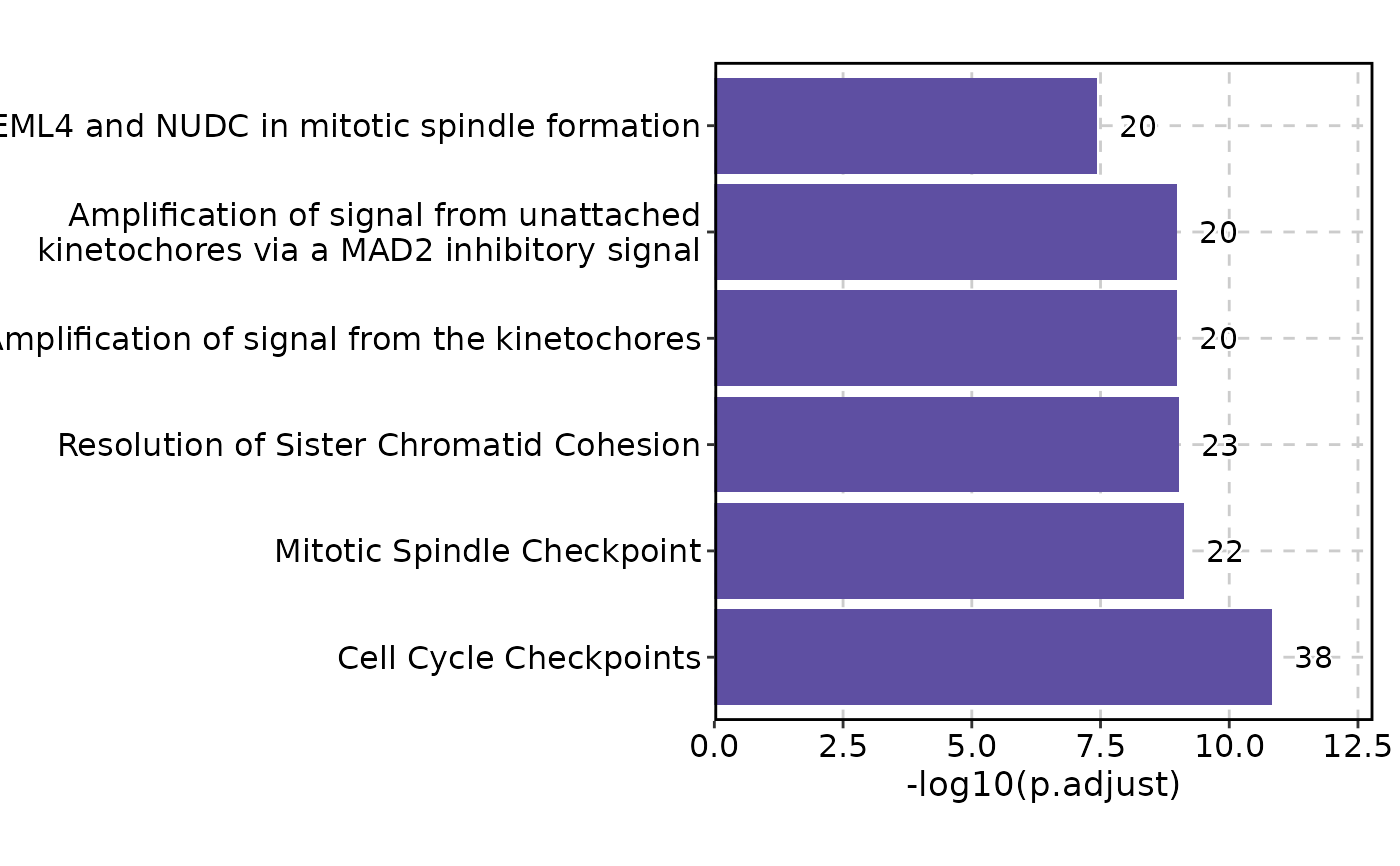 EML4 and NUDC in mitotic spindle formation
20
Amplification of signal from unattached
kinetochores via a MAD2 inhibitory signal
20
Amplification of signal from the kinetochores
20
Resolution of Sister Chromatid Cohesion
23
Mitotic Spindle Checkpoint
22
Cell Cycle Checkpoints
38
0.0 2.5 5.0 7.5 10.0 12.5
-log10(p.adjust)